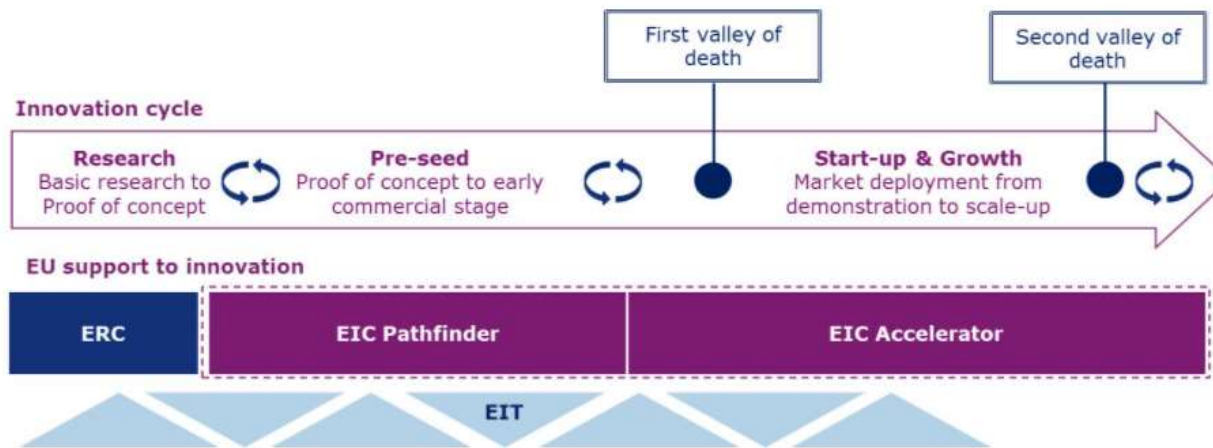 First valley of
death
Second valley of
death
Innovation cycle
Research
Basic research to
Proof of concept
Pre-seed
Proof of concept to early
commercial stage
Start-up & Growth
Market deployment from
demonstration to scale-up
EU support to innovation
ERC
EIC Pathfinder
EIC Accelerator
EIT